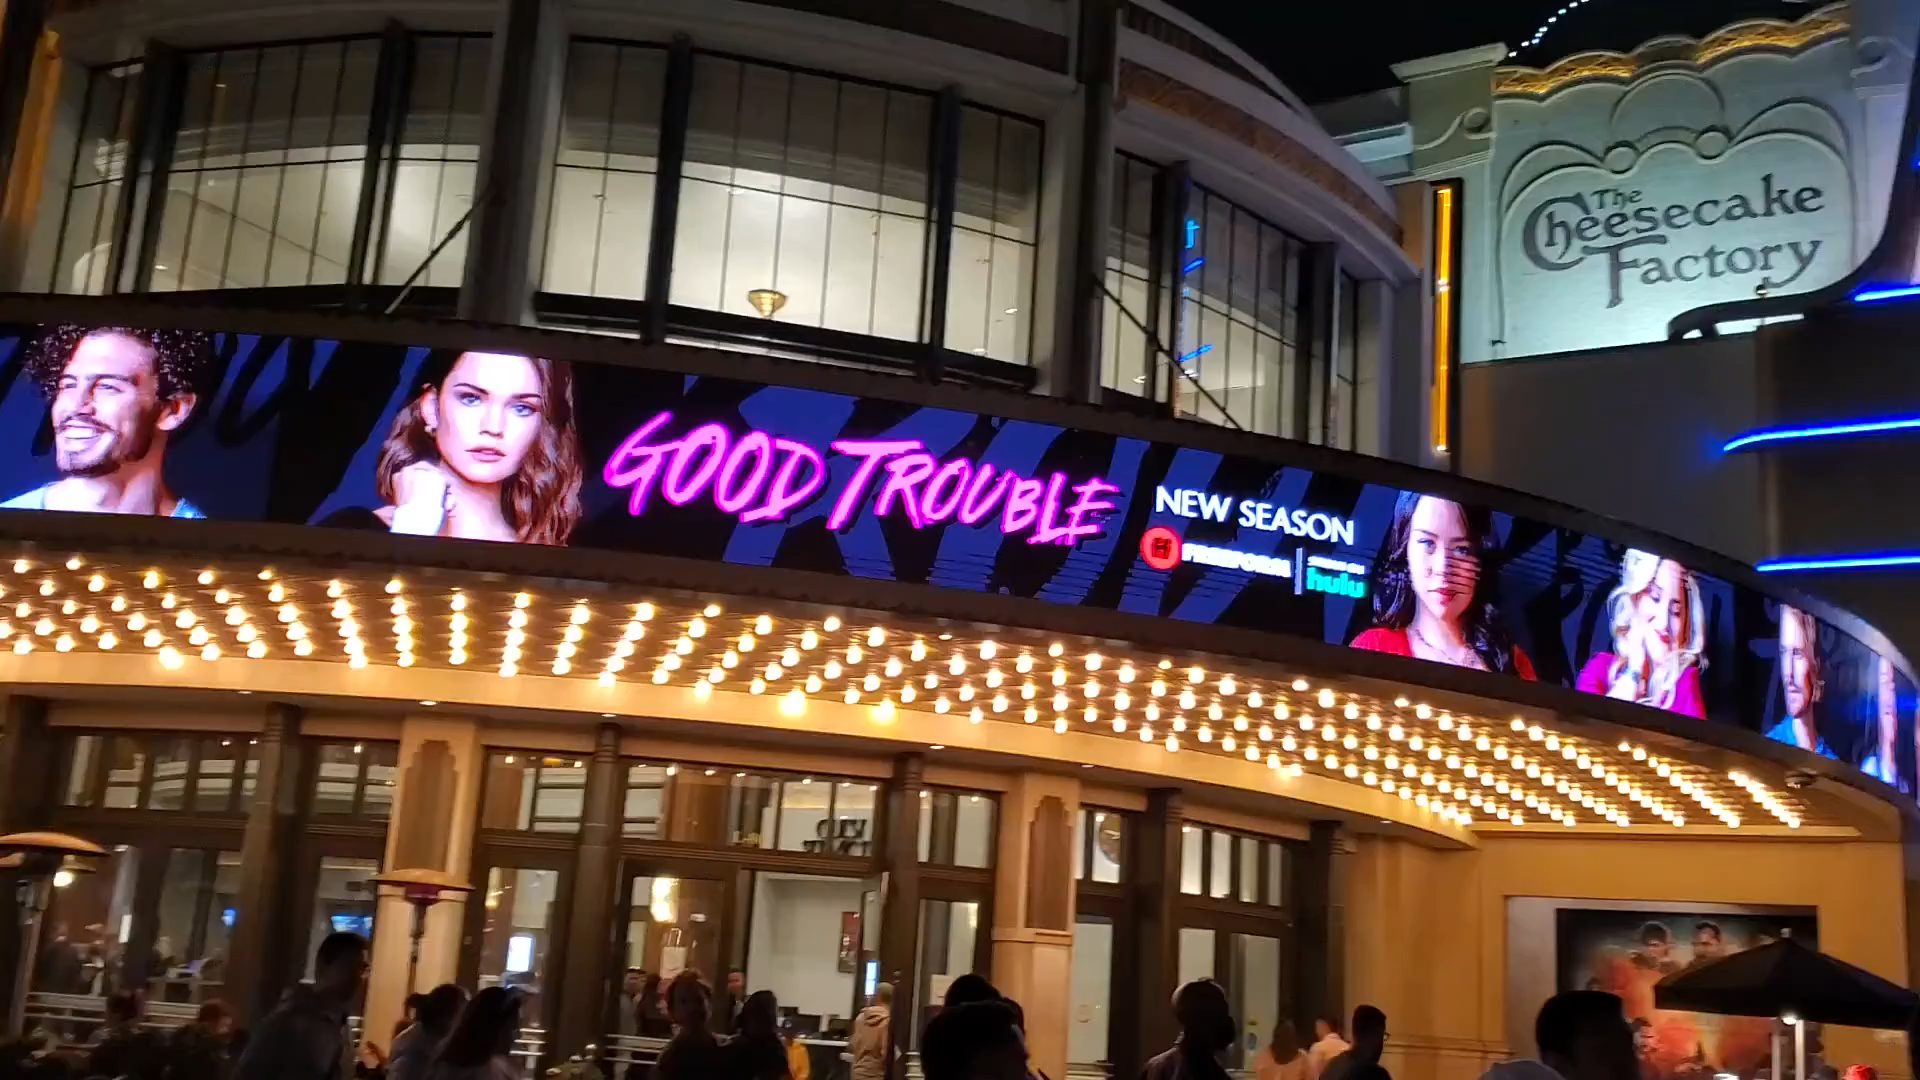 The
Cheesecake
Factory
GOOD TROUBLE
NEW SEASON
FREEFORM
hulu